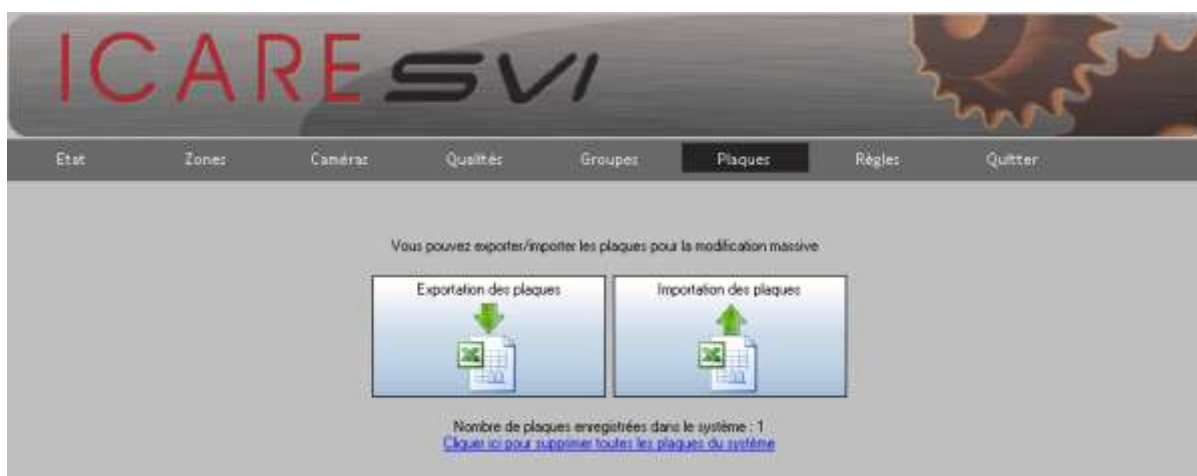 ICARE SVI
Etat Zones Caméras Qualités Groupes Plaques Règles Quitter
Vous pouvez exporter/importer les plaques pour la modification massive
Exportation des plaques Importation des plaques
Nombre de plaques enregistrées dans le système : 1
Cliquer ici pour supprimer toutes les plaques du système